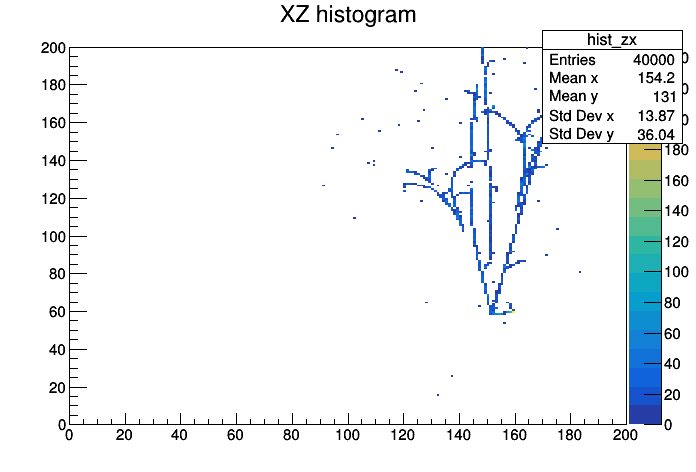 XZ histogram
hist_zx
Entries 40000
Mean x 154.2
Mean y 131
Std Dev x 13.87
Std Dev y 36.04
200
180
160
140
120
100
80
60
40
20
0
0 20 40 60 80 100 120 140 160 180 200
180
160
140
120
100
80
60
40
20
0